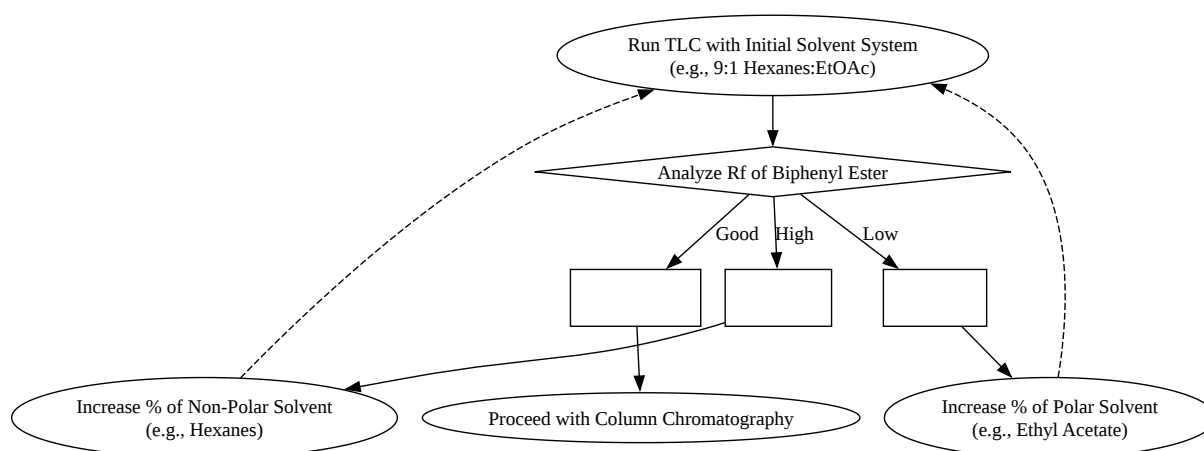 Run TLC with Initial Solvent System
(e.g., 9:1 Hexanes:EtOAc)
Analyze Rf of Biphenyl Ester
Good
High
Low
Increase % of Non-Polar Solvent
(e.g., Hexanes)
Proceed with Column Chromatography
Increase % of Polar Solvent
(e.g., Ethyl Acetate)